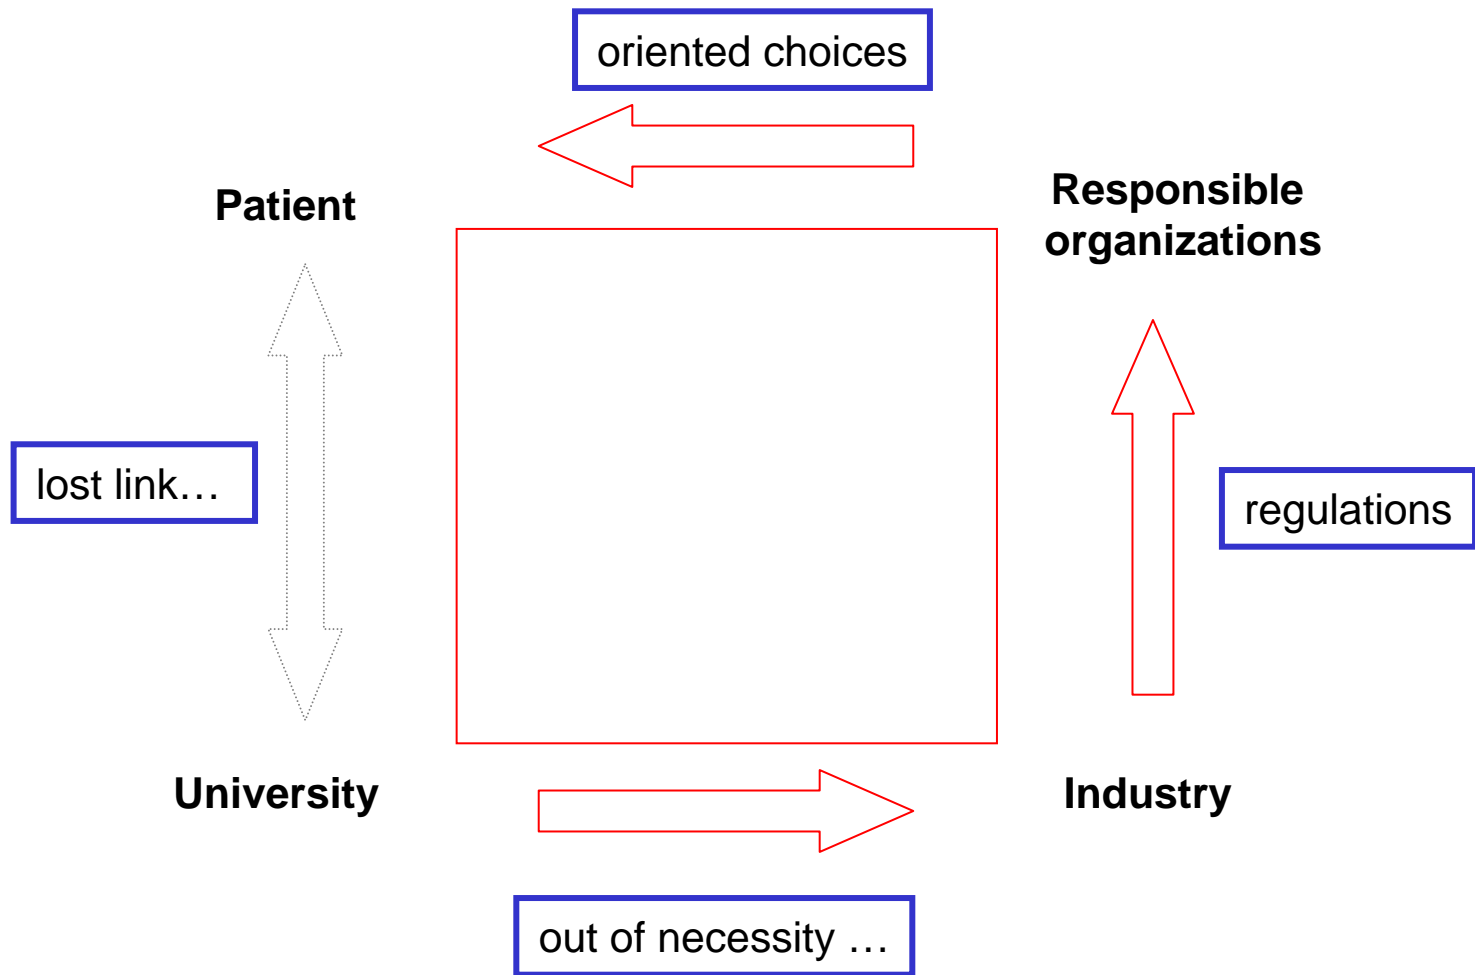 oriented choices
Patient
Responsible
organizations
lost link…
regulations
University
Industry
out of necessity …